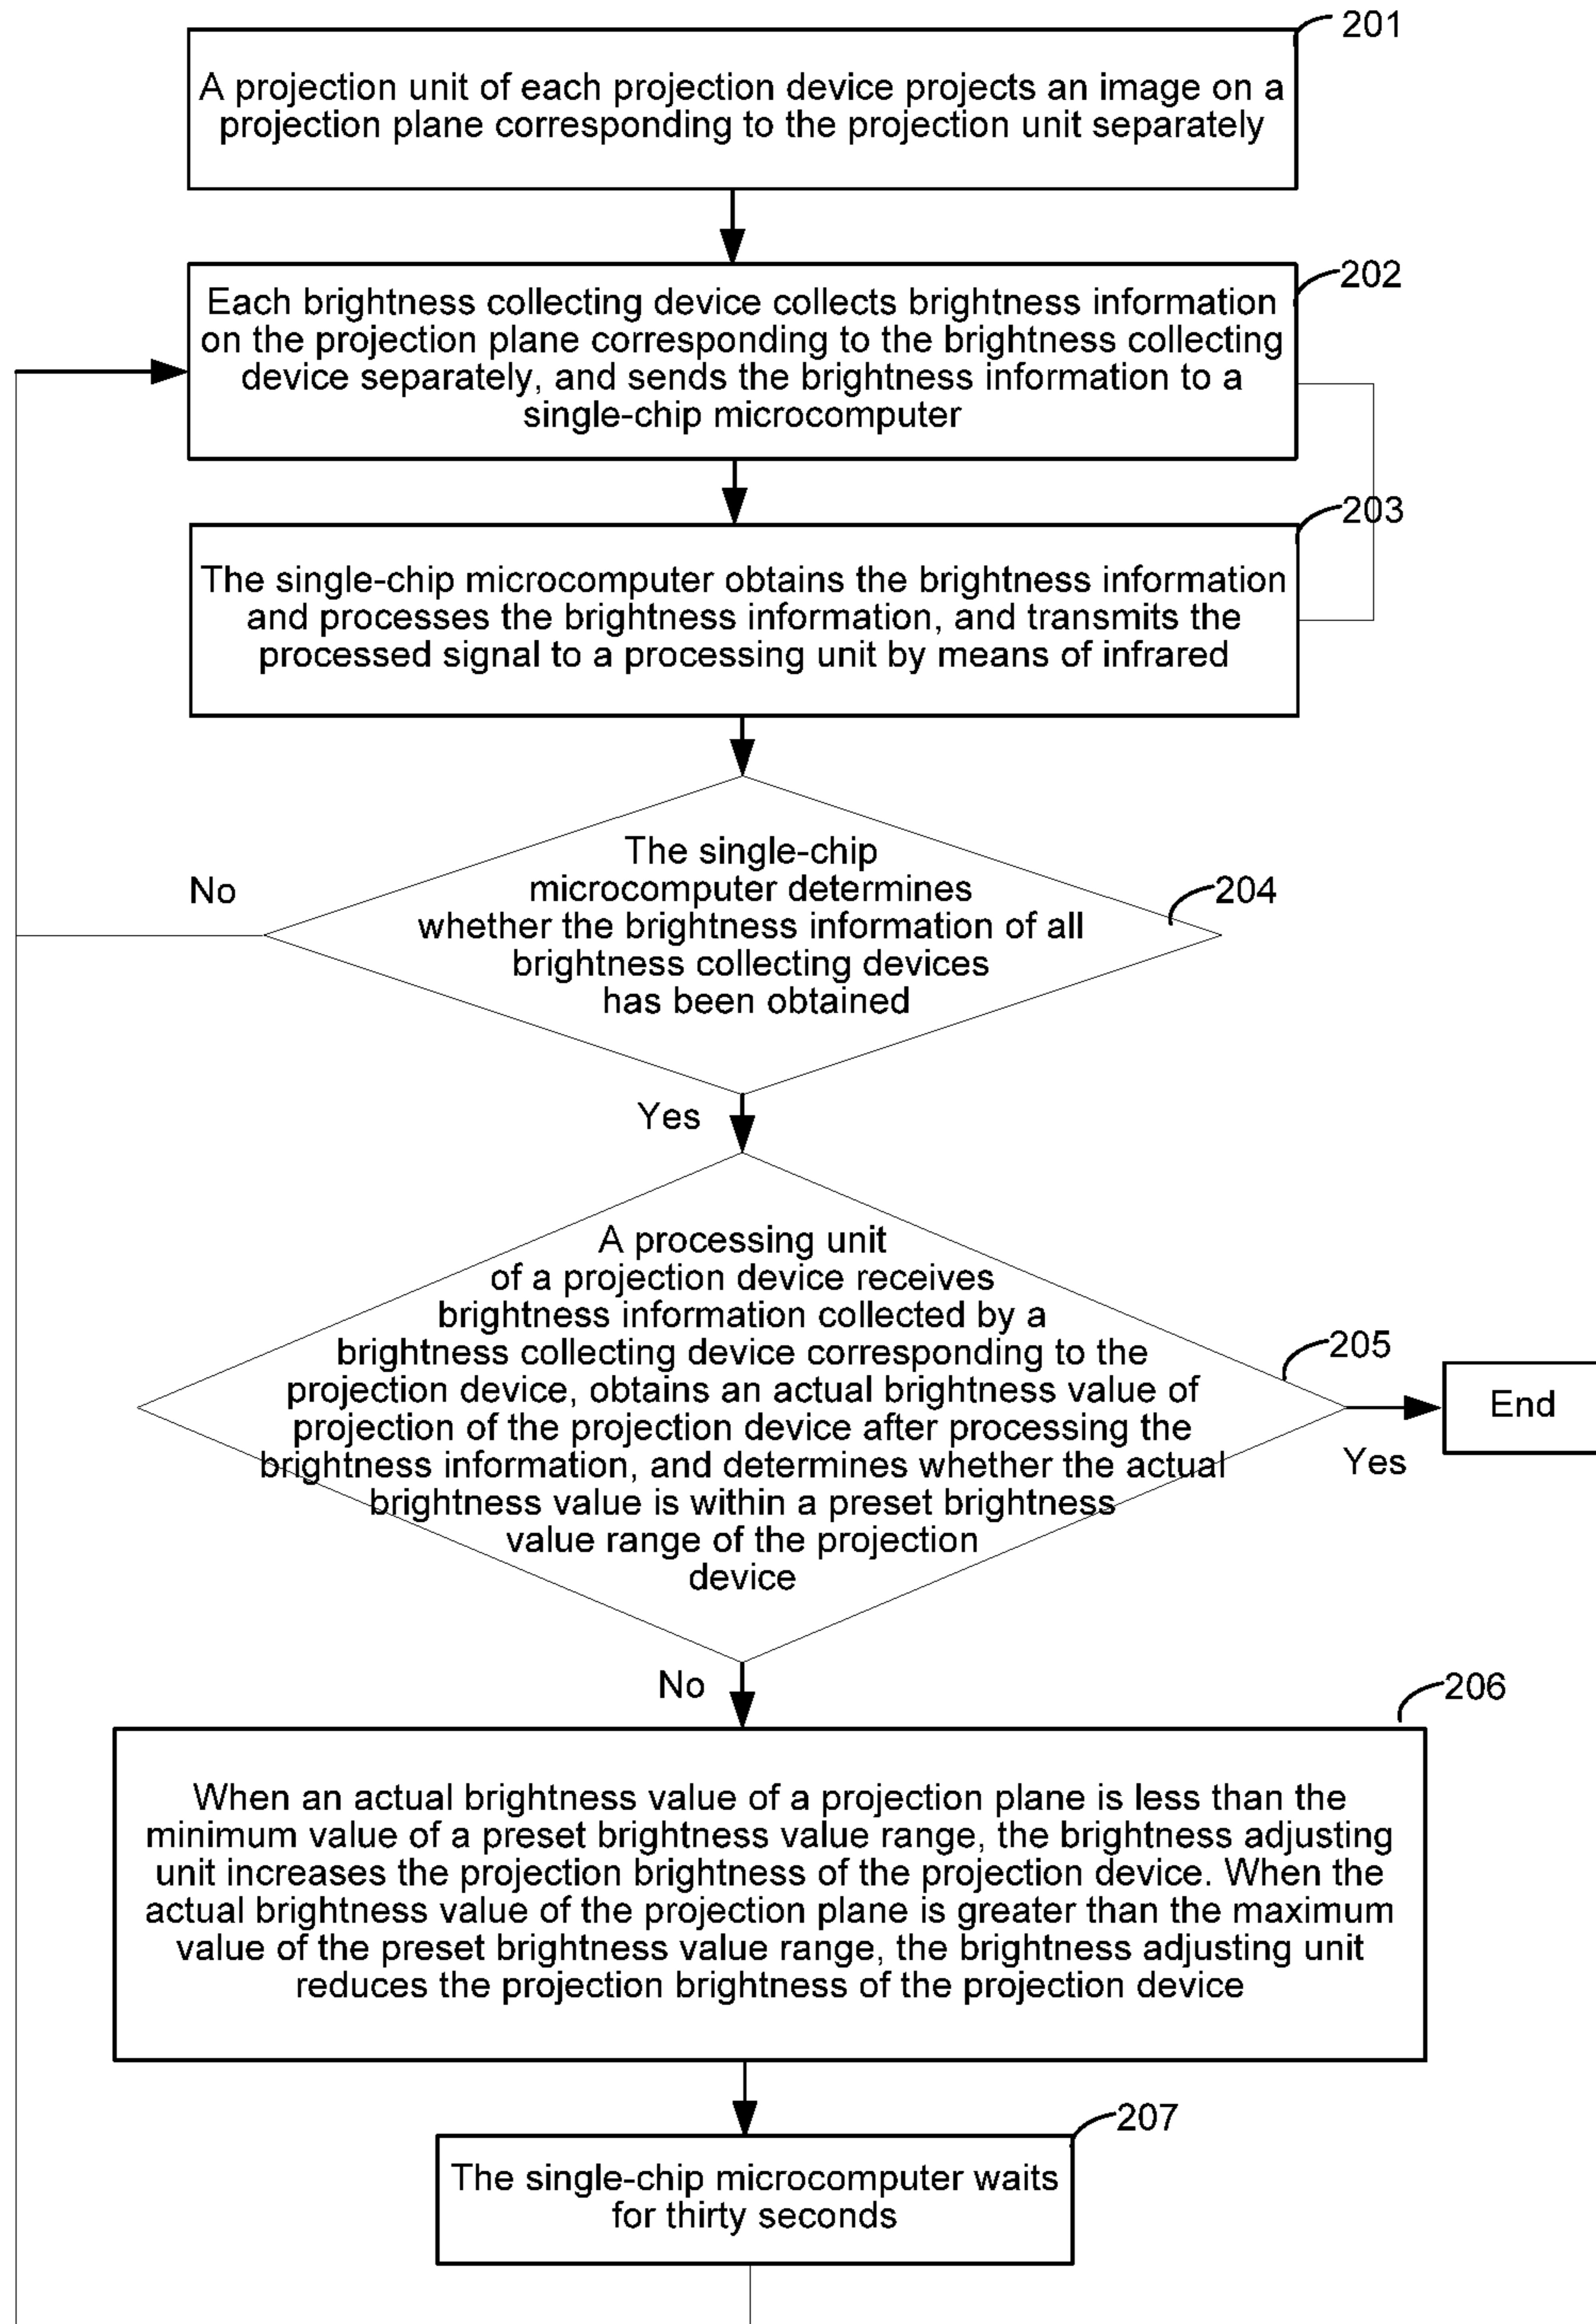 201
A projection unit of each projection device projects an image on a
projection plane corresponding to the projection unit separately
202
Each brightness collecting device collects brightness information
on the projection plane corresponding to the brightness collecting
device separately, and sends the brightness information to a
single-chip microcomputer
203
The single-chip microcomputer obtains the brightness information
and processes the brightness information, and transmits the
processed signal to a processing unit by means of infrared
The single-chip
microcomputer determines
whether the brightness information of all
brightness collecting devices
has been obtained
204
No
Yes
A processing unit
of a projection device receives
brightness information collected by a
brightness collecting device corresponding to the
projection device, obtains an actual brightness value of
projection of the projection device after processing the
brightness information, and determines whether the actual
brightness value is within a preset brightness
value range of the projection
device
205
End
Yes
No
206
When an actual brightness value of a projection plane is less than the
minimum value of a preset brightness value range, the brightness adjusting
unit increases the projection brightness of the projection device. When the
actual brightness value of the projection plane is greater than the maximum
value of the preset brightness value range, the brightness adjusting unit
reduces the projection brightness of the projection device
207
The single-chip microcomputer waits
for thirty seconds